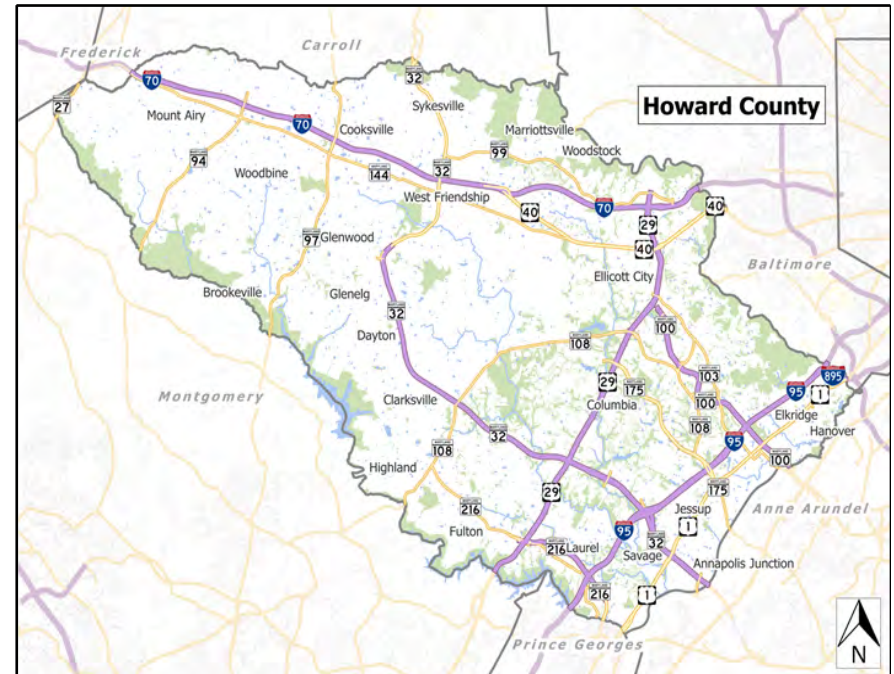 Frederick
Carroll
Howard County
70
32
27
Mount Airy
Sykesville
70
Cooksville
Marriottsville
94
99
Woodstock
Woodbine
144
32
West Friendship
70
40
29
40
97
Glenwood
40
Ellicott City
Baltimore
Brookeville
Glenelg
32
Dayton
108
100
Montgomery
29
175
103
95
895
1
Clarksville
Columbia
100
Elkridge
Hanover
108
32
108
95
100
Highland
29
175
Anne Arundel
216
Jessup
Fulton
95
1
216
Laurel
Savage
32
Annapolis Junction
216
1
Prince Georges
N